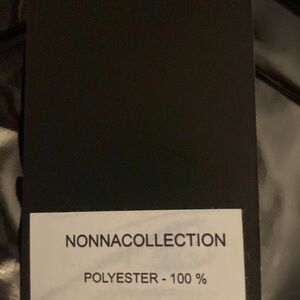 NONNACOLLECTION
POLYESTER - 100 %